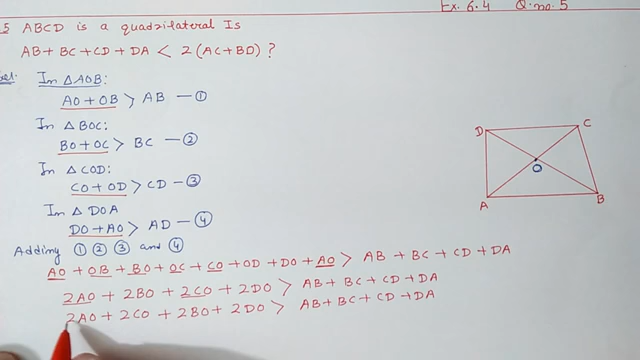 Ex. 6.4 Q.no.5
5 ABCD is a quadrilateral Is
AB + BC + CD + DA < 2 (AC+BD) ?
Sol. In △AOB:
AO + OB > AB — ①
In △BOC:
BO + OC > BC — ②
In △COD:
CO + OD > CD — ③
In △DOA
DO + AO > AD — ④
Adding ① ② ③ and ④
AO + OB + BO + OC + CO + OD + DO + AO > AB + BC + CD + DA
2AO + 2BO + 2CO + 2DO > AB + BC + CD + DA
2AO + 2CO + 2BO + 2DO > AB + BC + CD + DA
D C
O
A B